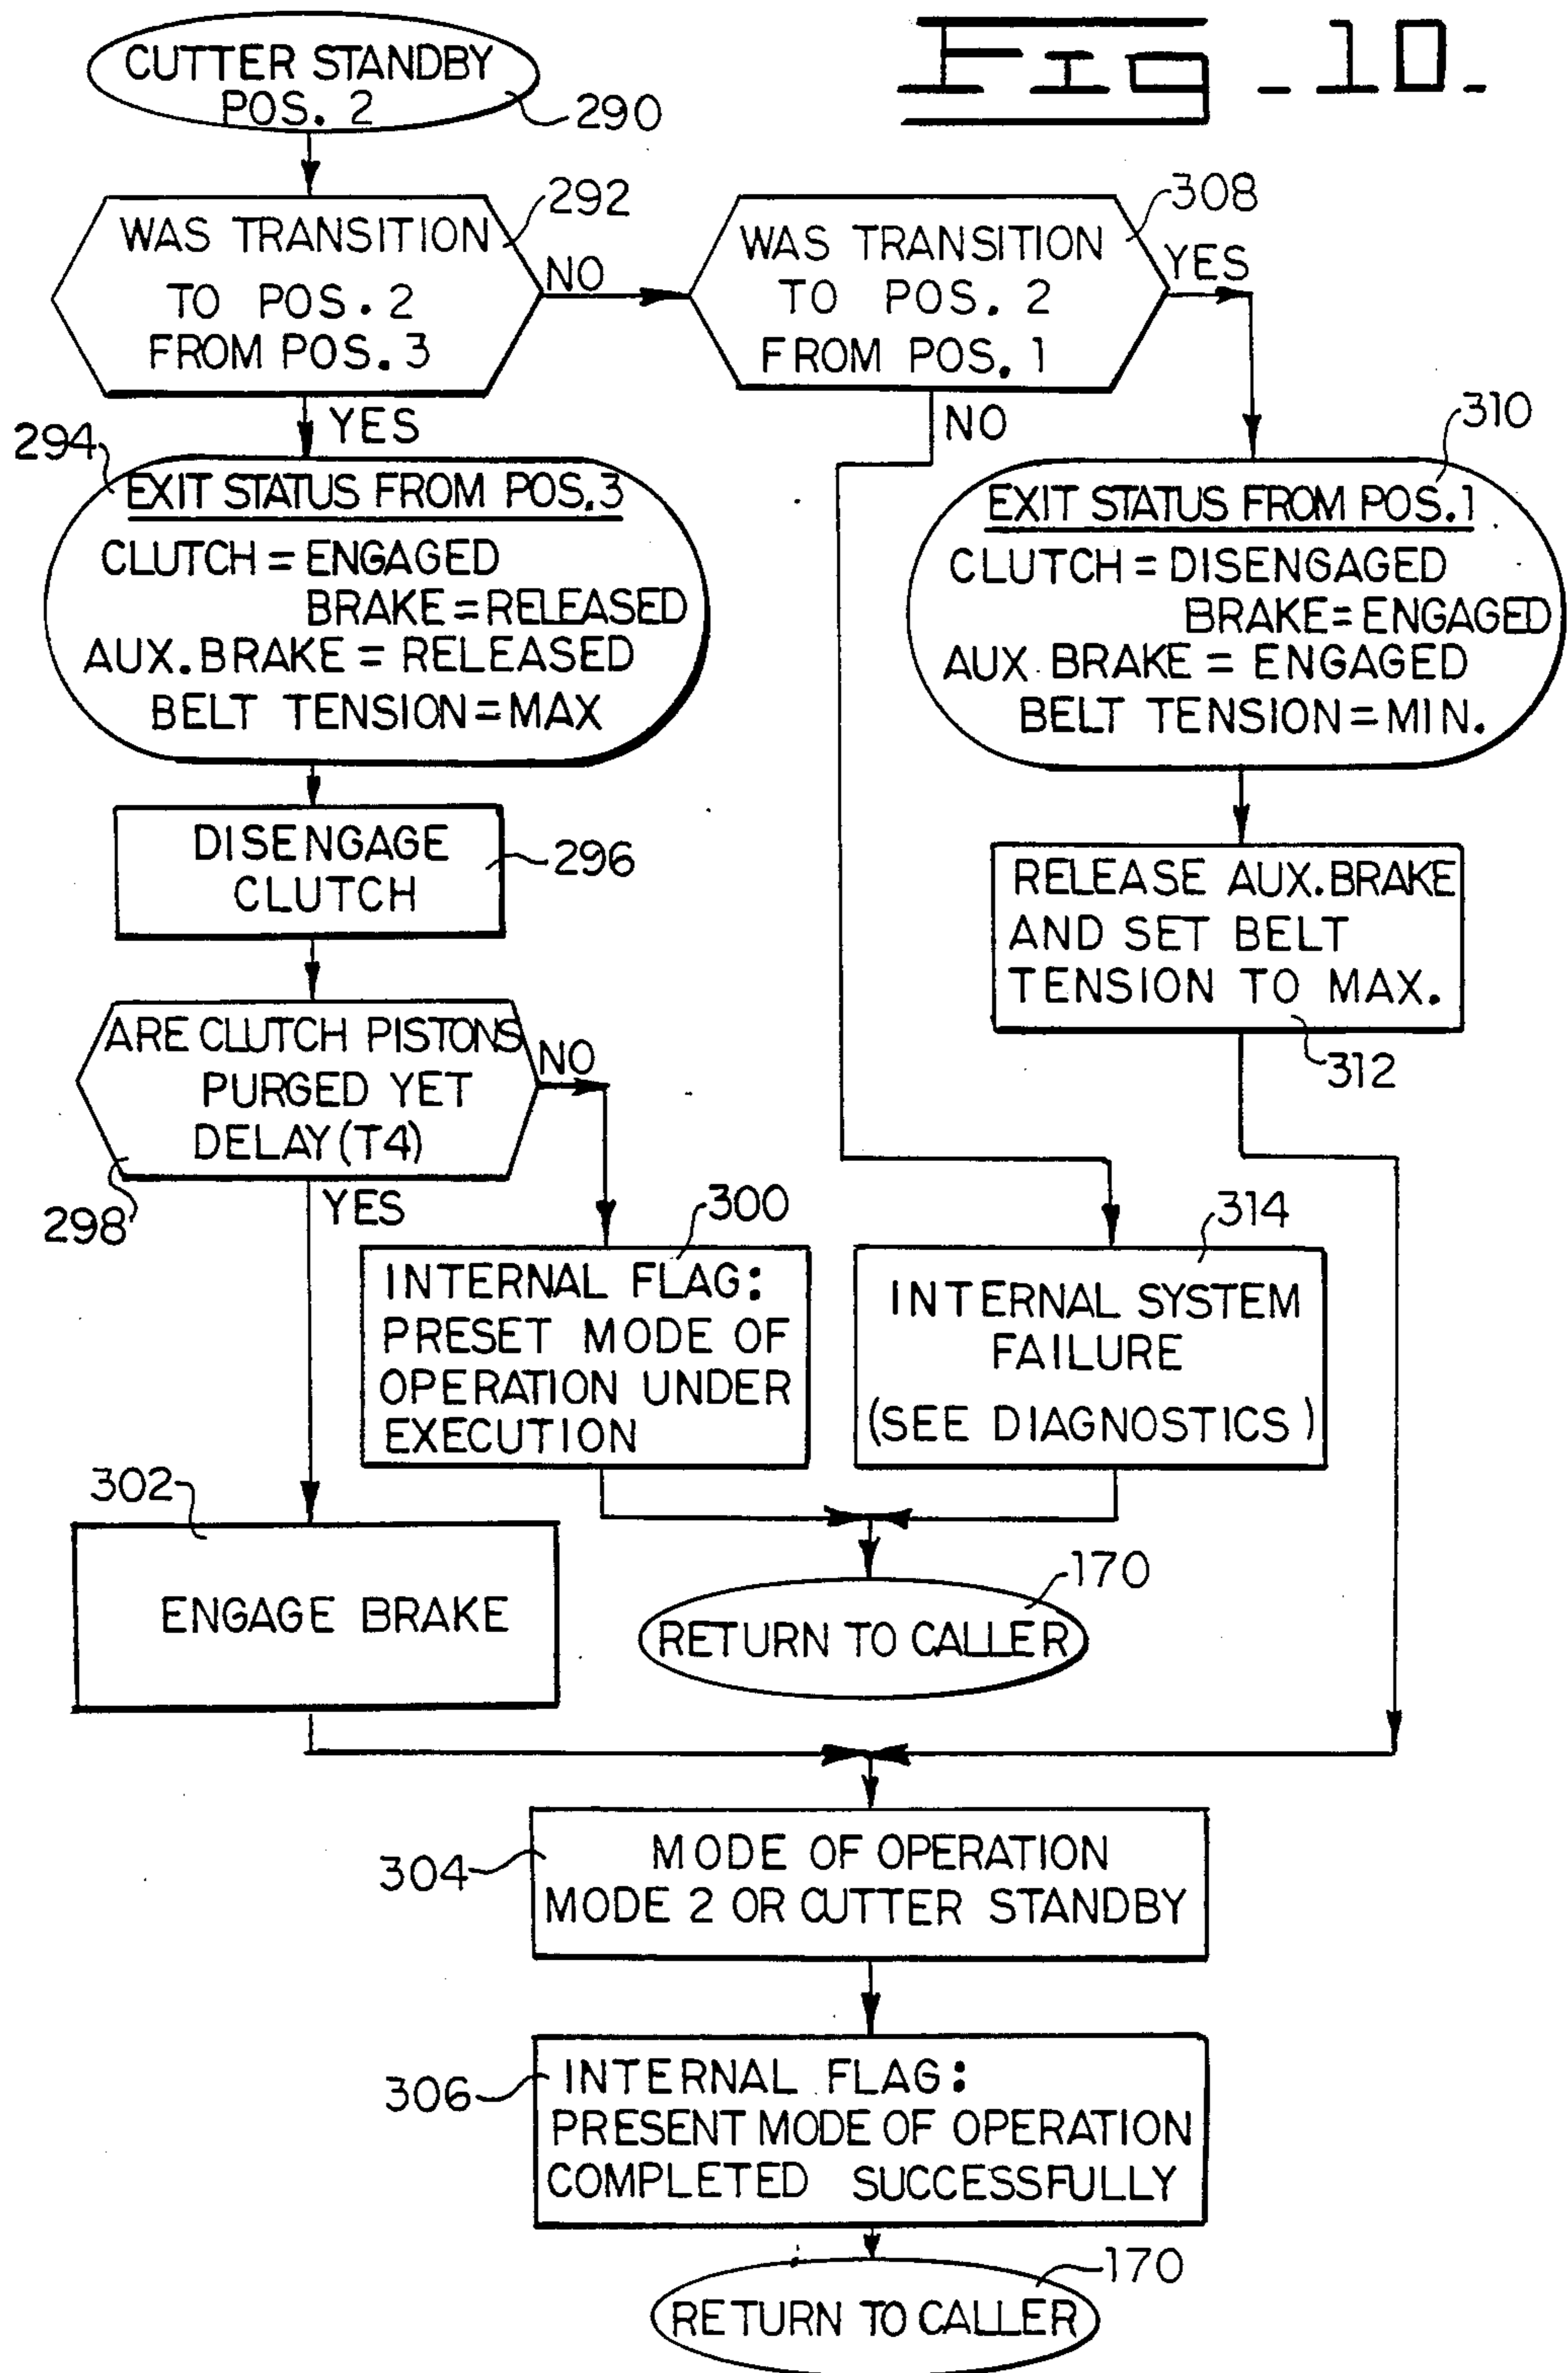 Fig-10-
CUTTER STANDBY
POS. 2
290
WAS TRANSITION
TO POS. 2
FROM POS. 3
292
NO
YES
WAS TRANSITION
TO POS. 2
FROM POS. 1
308
YES
NO
294
EXIT STATUS FROM POS.3
CLUTCH = ENGAGED
BRAKE = RELEASED
AUX. BRAKE = RELEASED
BELT TENSION = MAX
310
EXIT STATUS FROM POS.1
CLUTCH = DISENGAGED
BRAKE = ENGAGED
AUX. BRAKE = ENGAGED
BELT TENSION = MIN.
DISENGAGE
CLUTCH
296
RELEASE AUX. BRAKE
AND SET BELT
TENSION TO MAX.
312
ARE CLUTCH PISTONS
PURGED YET
DELAY (T4)
298
NO
YES
300
INTERNAL FLAG:
PRESET MODE OF
OPERATION UNDER
EXECUTION
314
INTERNAL SYSTEM
FAILURE
(SEE DIAGNOSTICS)
302
ENGAGE BRAKE
170
RETURN TO CALLER
304
MODE OF OPERATION
MODE 2 OR CUTTER STANDBY
306
INTERNAL FLAG:
PRESENT MODE OF OPERATION
COMPLETED SUCCESSFULLY
170
RETURN TO CALLER